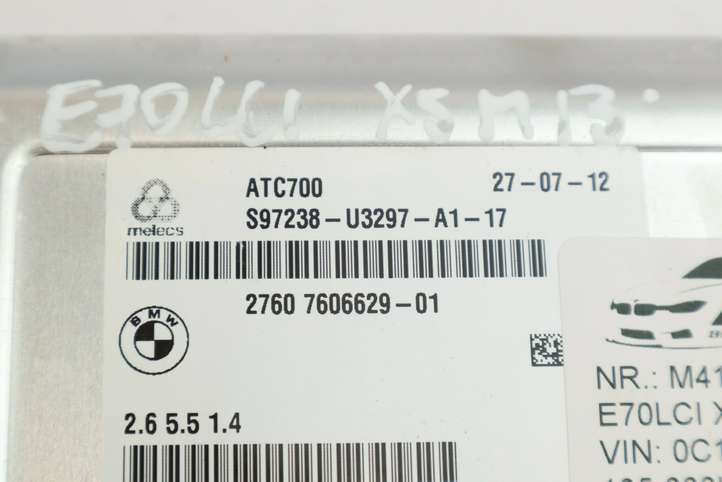 E70LCI X5M 13.
ATC700 27-07-12
melecs S97238-U3297-A1-17
BMW 2760 7606629-01
2.6 5.5 1.4
NR.: M41
E70LCI X
VIN: 0C1